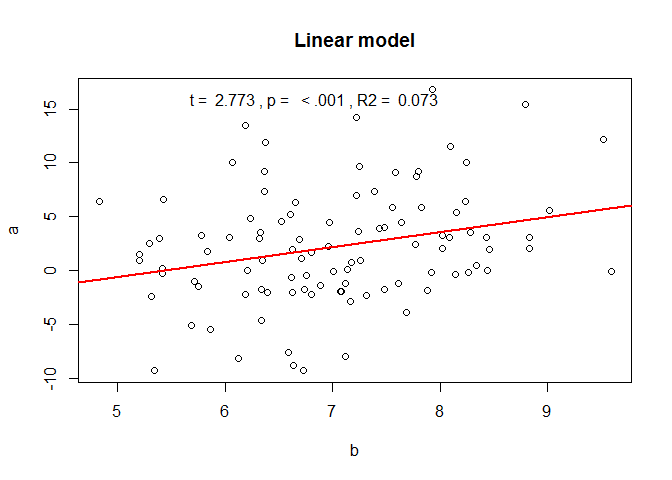 Linear model
t = 2.773 , p = < .001 , R2 = 0.073
15
10
5
0
-5
-10
a
5 6 7 8 9
b